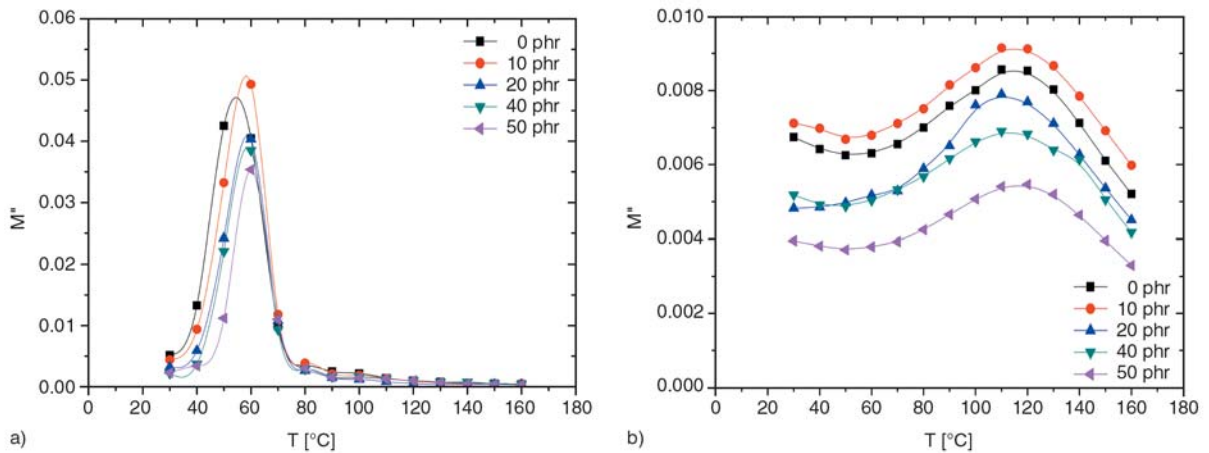 0.06
0.05
0.04
0.03
0.02
0.01
0.00
M"
0 phr
10 phr
20 phr
40 phr
50 phr
0 20 40 60 80 100 120 140 160 180
T [°C]
a)
0.010
0.008
0.006
0.004
0.002
0.000
M"
0 phr
10 phr
20 phr
40 phr
50 phr
20 40 60 80 100 120 140 160 180
T [°C]
b)